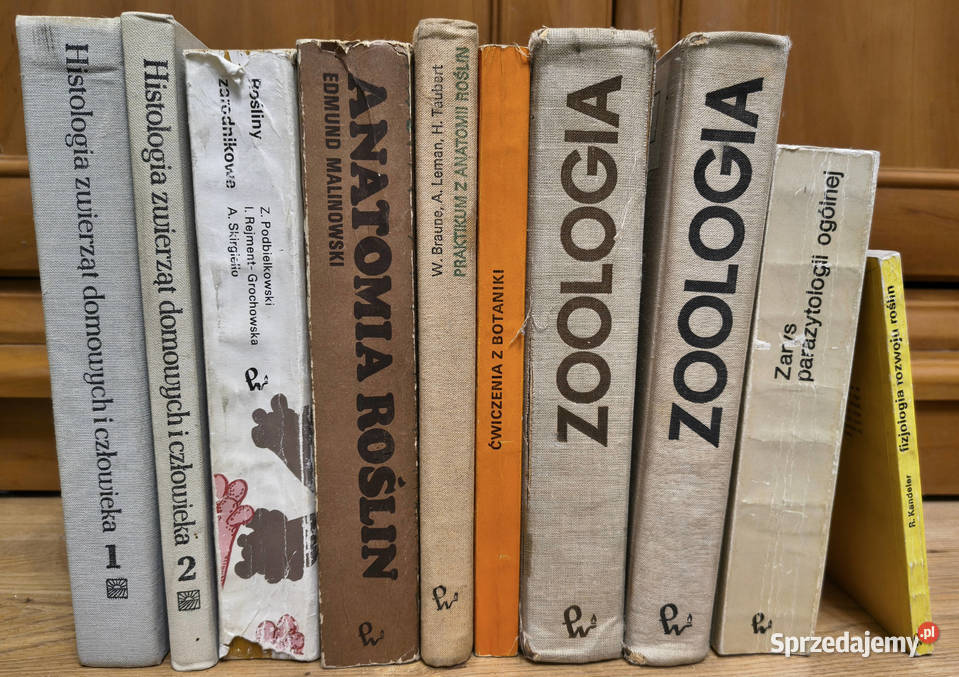 Histologia zwierząt domowych i człowieka
1
Histologia zwierząt domowych i człowieka
2
Rośliny
zarodnikowe
Z. Podbielkowski
I. Rejment-Grochowska
A. Skirgiełło
ANATOMIA ROŚLIN
EDMUND MALINOWSKI
W. Braune, A. Leman, H. Taubert
PRAKTIKUM Z ANATOMII ROŚLIN
ĆWICZENIA Z BOTANIKI
ZOOLOGIA
ZOOLOGIA
Zarys
parazytologii ogólnej
R. Kandeler
fizjologia rozwoju roślin
Sprzedajemy.pl